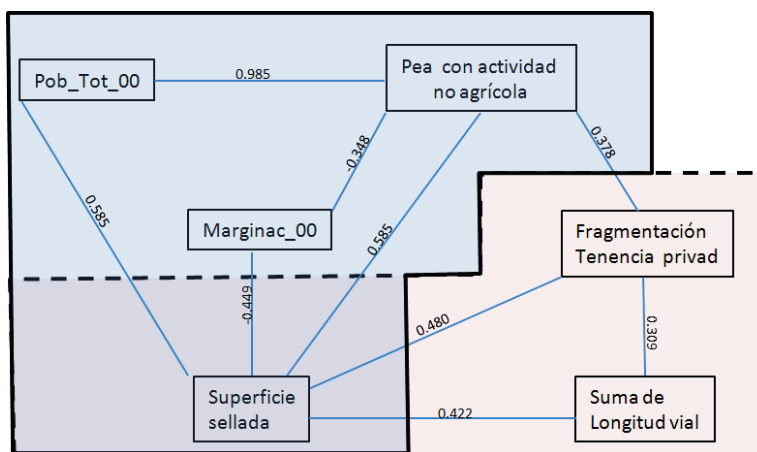 0.985
Pob_Tot_00
Pea con actividad
no agrícola
-0.348
0.378
0.585
Marginac_00
0.585
Fragmentación
Tenencia privad
-0.449
0.480
0.309
Superficie
sellada
0.422
Suma de
Longitud vial